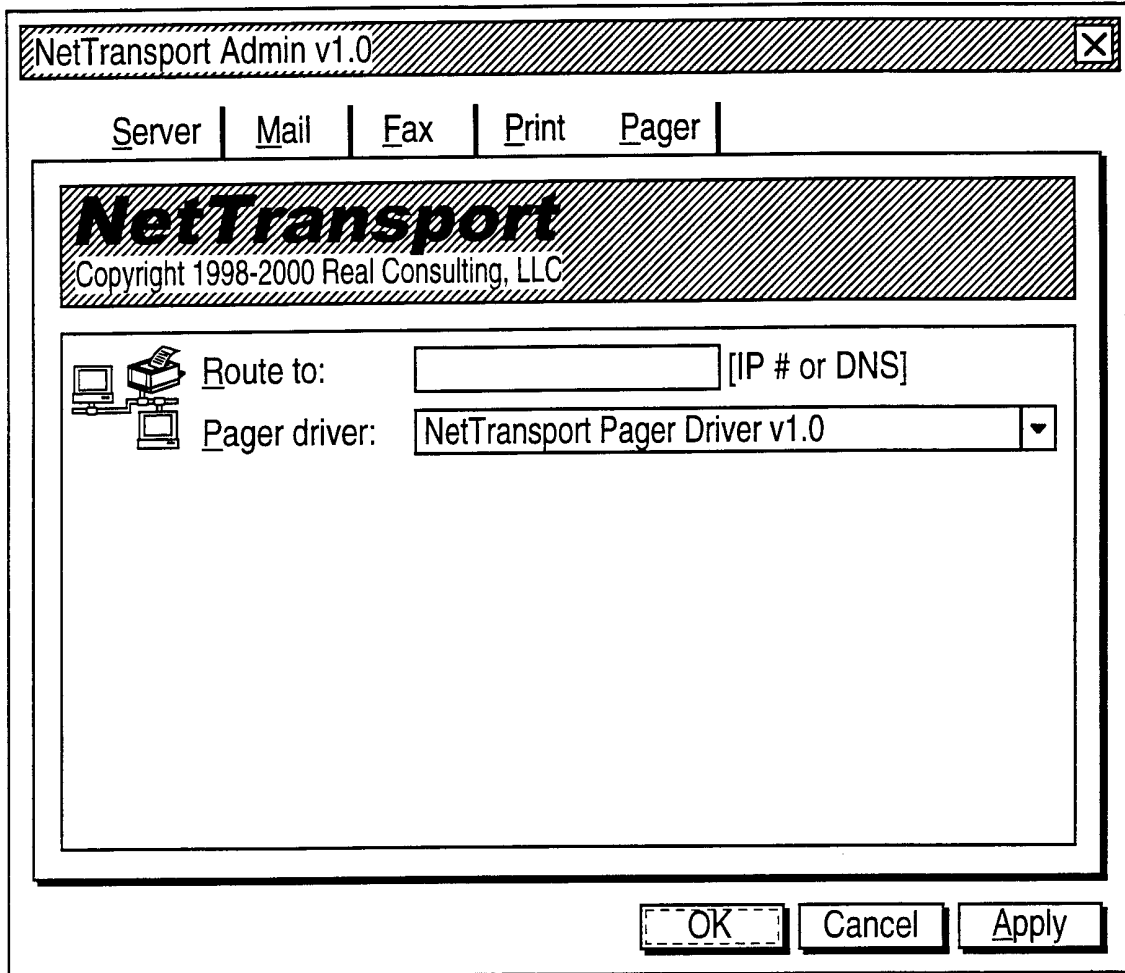 NetTransport Admin v1.0
Server Mail Fax Print Pager
NetTransport
Copyright 1998-2000 Real Consulting, LLC
Route to: [IP # or DNS]
Pager driver: NetTransport Pager Driver v1.0
OK Cancel Apply